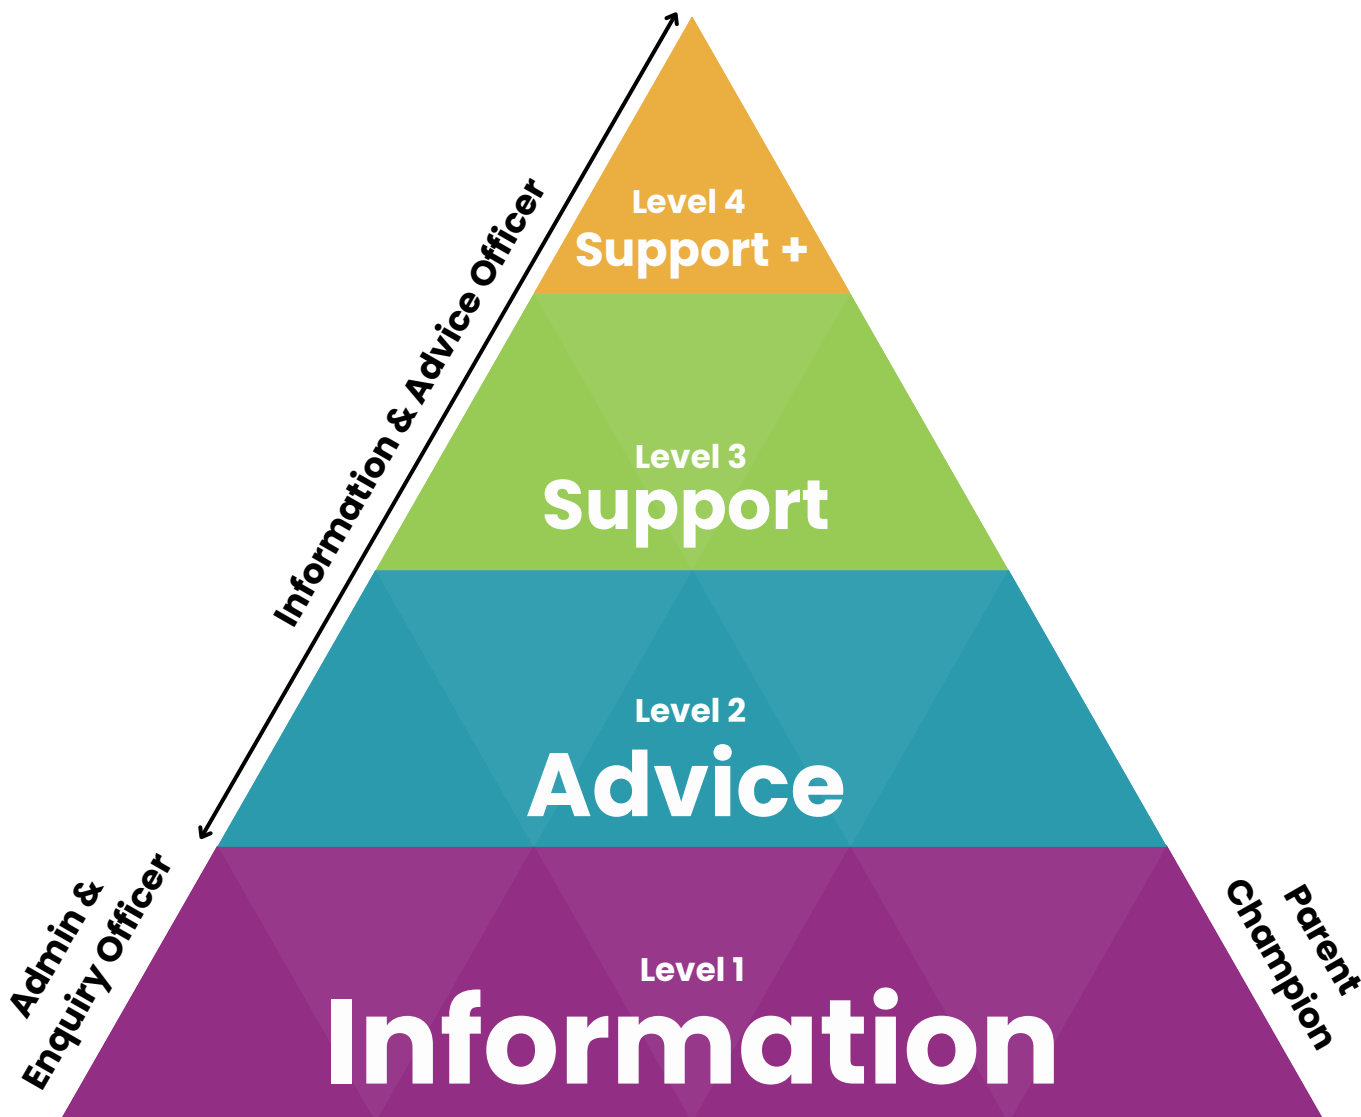 Level 4
Support +
Information & Advice Officer
Level 3
Support
Level 2
Advice
Admin &
Enquiry Officer
Parent
Champion
Level 1
Information